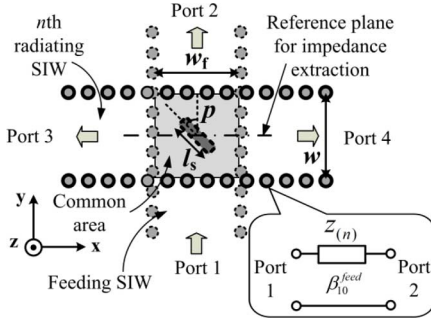 Port 2
nth
radiating
SIW
Reference plane
for impedance
extraction
w_f
p
Port 3
Port 4
w
l_s
y
z
x
Common
area
Feeding SIW
Port 1
z_(n)
Port
1
β_10^feed
Port
2